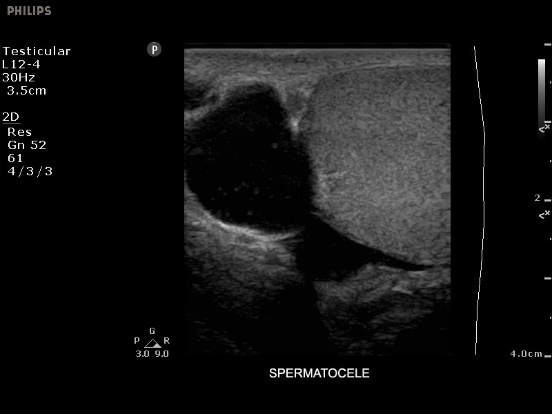 PHILIPS
Testicular
L12-4
30Hz
3.5cm
2D
Res
Gn 52
61
4/3/3
P
2
G
P R
3.0 9.0
4.0cm
SPERMATOCELE